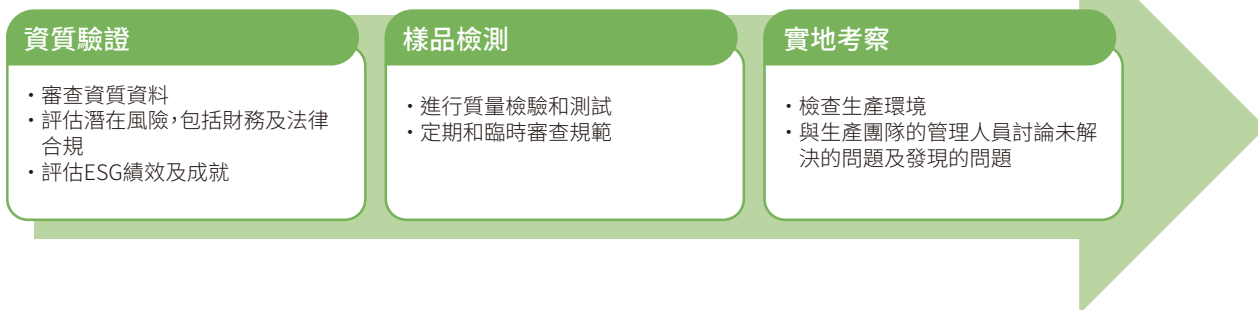 資質驗證
・審查資質資料
・評估潛在風險，包括財務及法律
合規
・評估ESG績效及成就
樣品檢測
・進行質量檢驗和測試
・定期和臨時審查規範
實地考察
・檢查生產環境
・與生產團隊的管理人員討論未解
決的問題及發現的問題